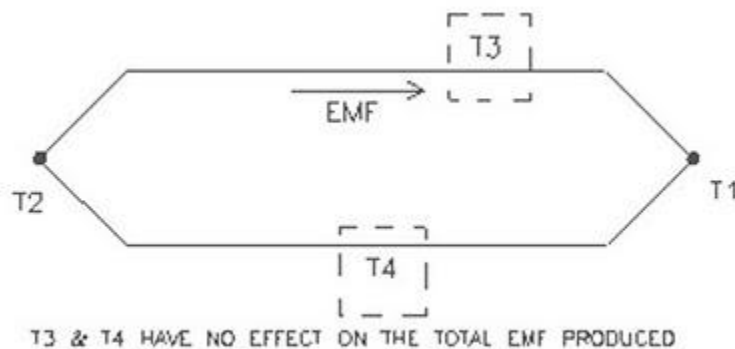 T3
EMF
T2
T1
T4
T3 & T4 HAVE NO EFFECT ON THE TOTAL EMF PRODUCED